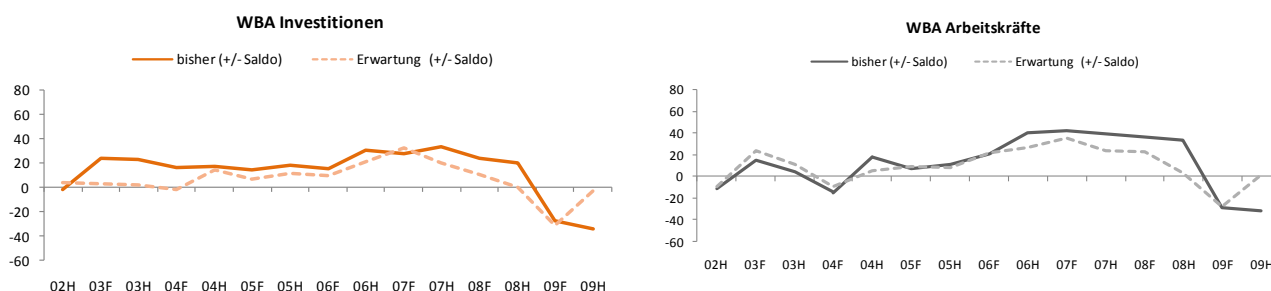 WBA Investitionen
bisher (+/- Saldo) Erwartung (+/- Saldo)
80
60
40
20
0
-20
-40
-60
02H 03F 03H 04F 04H 05F 05H 06F 06H 07F 07H 08F 08H 09F 09H
WBA Arbeitskräfte
bisher (+/- Saldo) Erwartung (+/- Saldo)
80
60
40
20
0
-20
-40
-60
02H 03F 03H 04F 04H 05F 05H 06F 06H 07F 07H 08F 08H 09F 09H